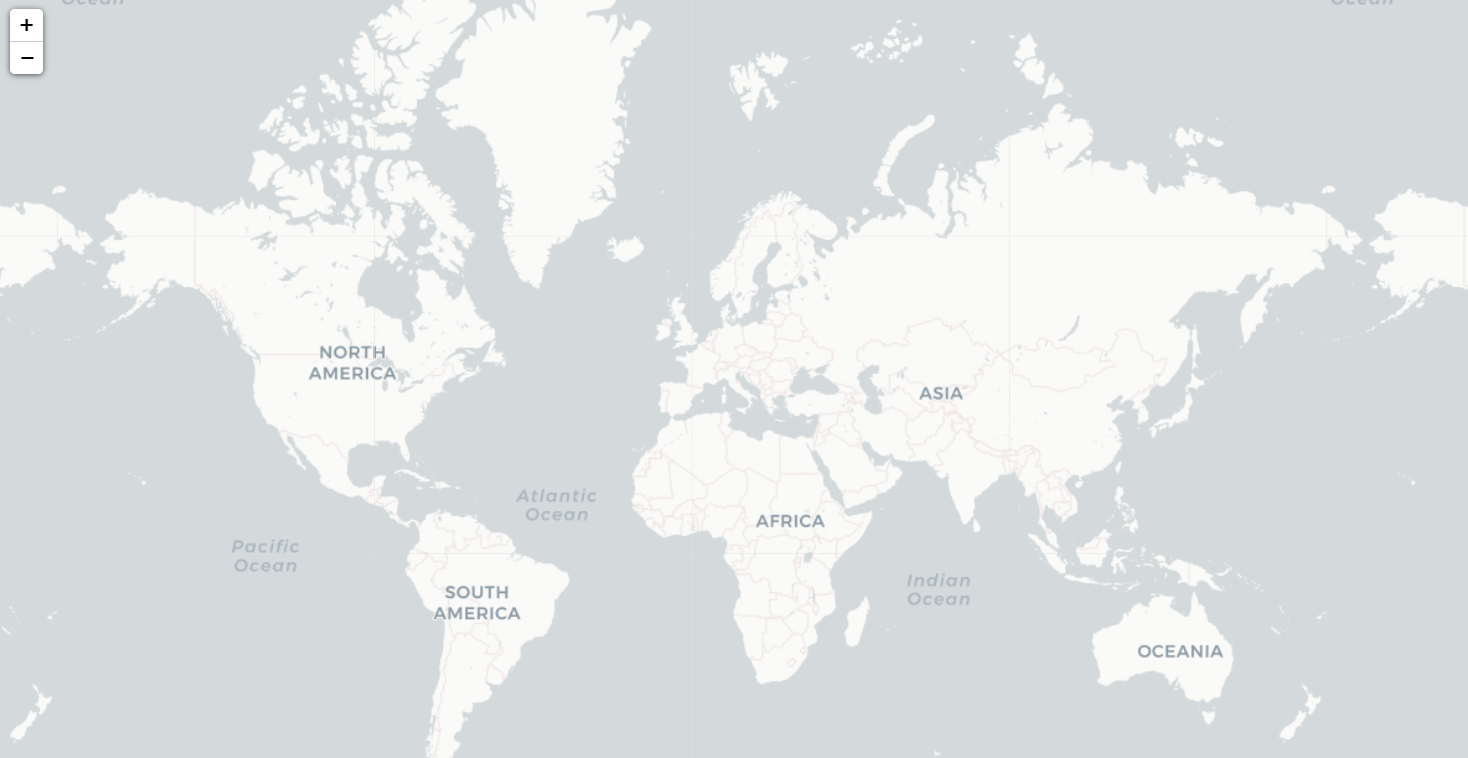 Ocean
Ocean
+
−
NORTH
AMERICA
ASIA
Atlantic
Ocean
AFRICA
Pacific
Ocean
Indian
Ocean
SOUTH
AMERICA
OCEANIA